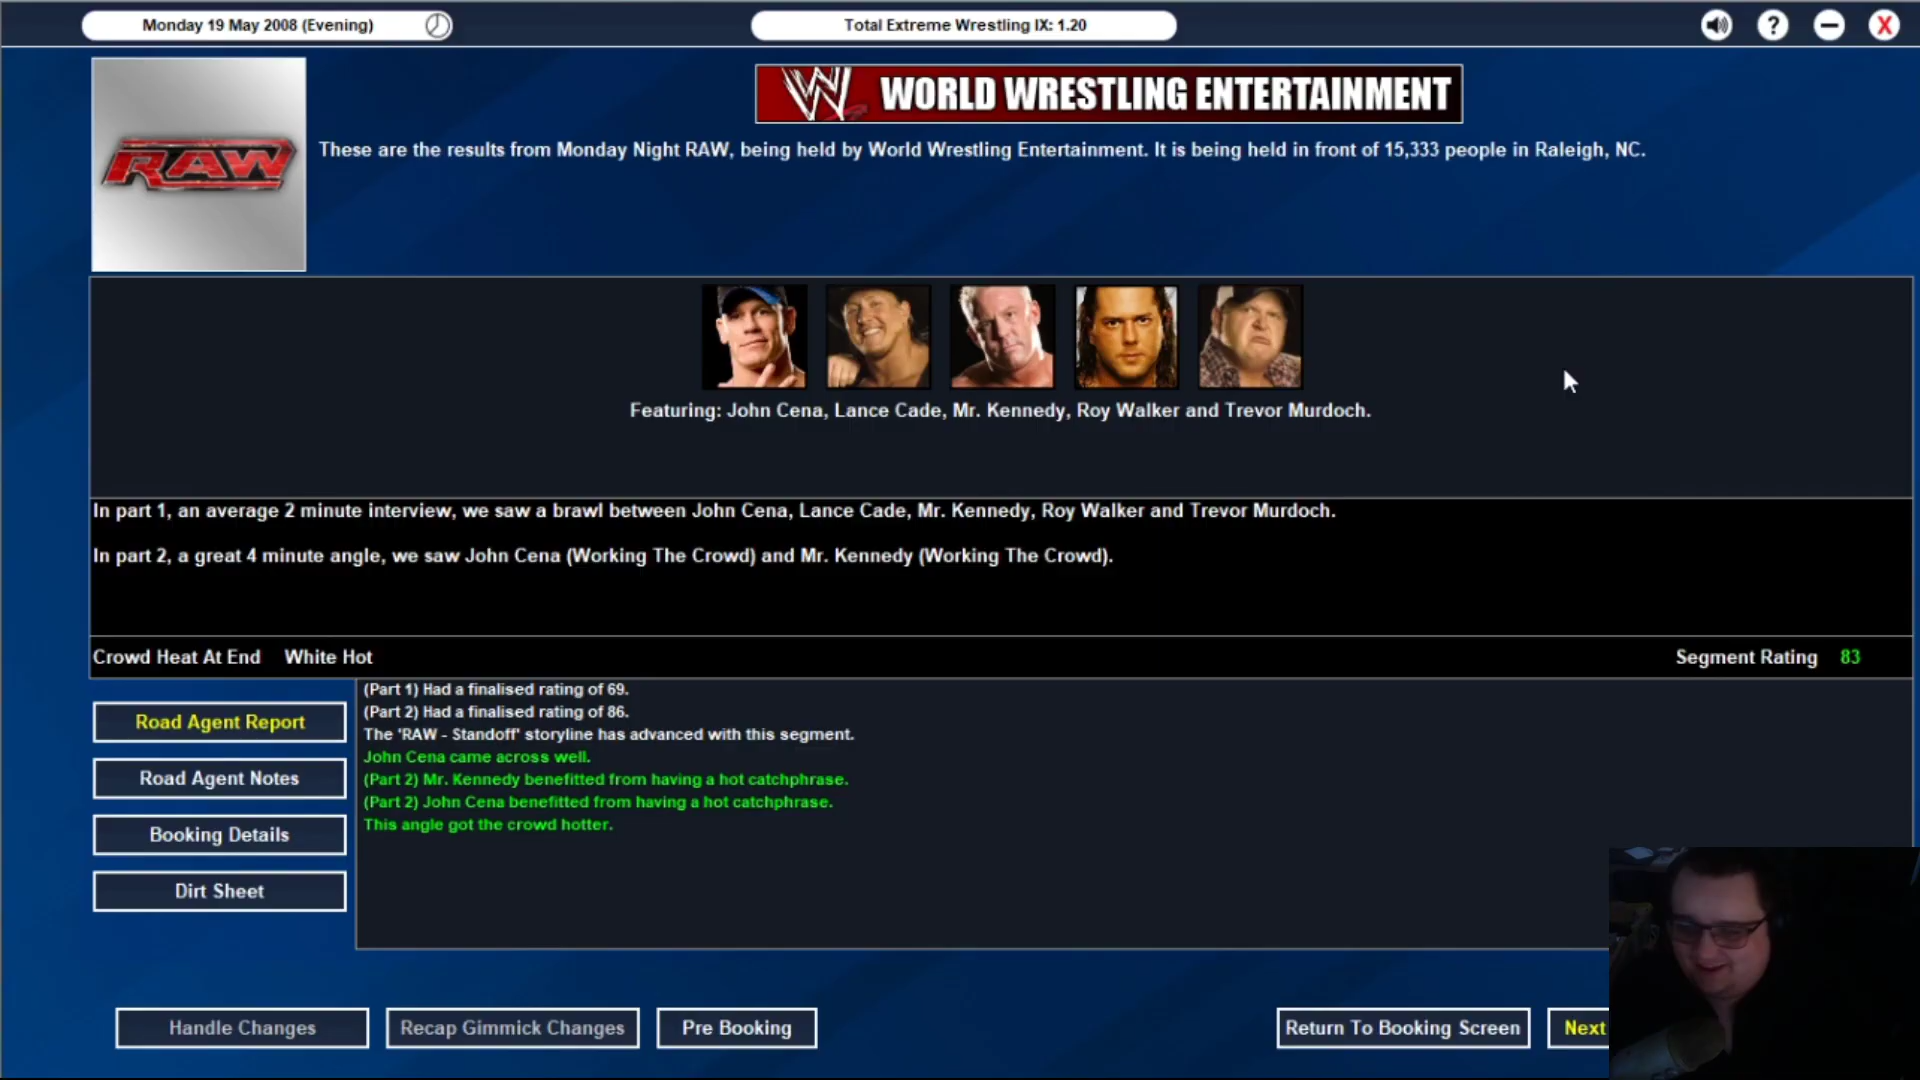 Monday 19 May 2008 (Evening)
Total Extreme Wrestling IX: 1.20
?
X
RAW
W WORLD WRESTLING ENTERTAINMENT
These are the results from Monday Night RAW, being held by World Wrestling Entertainment. It is being held in front of 15,333 people in Raleigh, NC.
Featuring: John Cena, Lance Cade, Mr. Kennedy, Roy Walker and Trevor Murdoch.
In part 1, an average 2 minute interview, we saw a brawl between John Cena, Lance Cade, Mr. Kennedy, Roy Walker and Trevor Murdoch.
In part 2, a great 4 minute angle, we saw John Cena (Working The Crowd) and Mr. Kennedy (Working The Crowd).
Crowd Heat At End White Hot
Segment Rating 83
Road Agent Report
Road Agent Notes
Booking Details
Dirt Sheet
(Part 1) Had a finalised rating of 69.
(Part 2) Had a finalised rating of 86.
The 'RAW - Standoff' storyline has advanced with this segment.
John Cena came across well.
(Part 2) Mr. Kennedy benefitted from having a hot catchphrase.
(Part 2) John Cena benefitted from having a hot catchphrase.
This angle got the crowd hotter.
Handle Changes
Recap Gimmick Changes
Pre Booking
Return To Booking Screen
Next